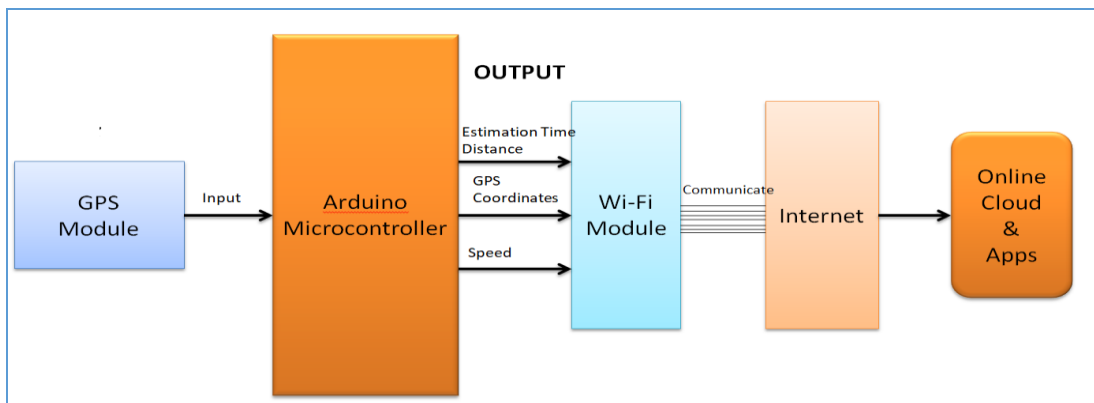 OUTPUT
GPS
Module
Input
Arduino
Microcontroller
Estimation Time
Distance
GPS
Coordinates
Speed
Wi-Fi
Module
Communicate
Internet
Online
Cloud
&
Apps